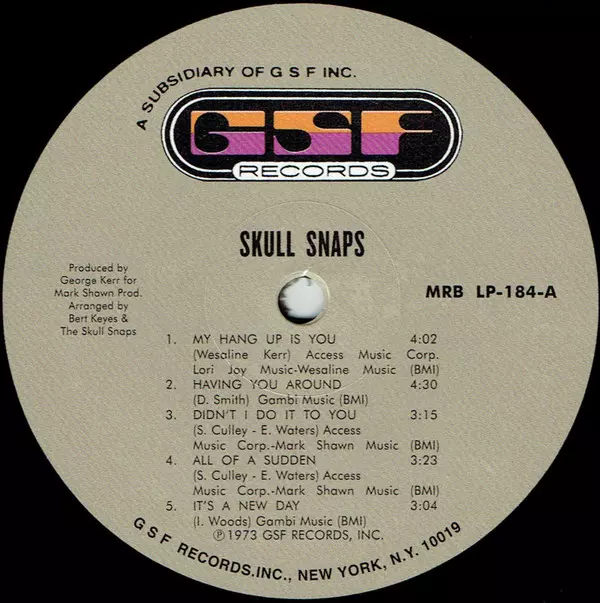 A SUBSIDIARY OF G S F INC.
GSF
RECORDS
SKULL SNAPS
Produced by
George Kerr for
Mark Shawn Prod.
Arranged by
Bert Keyes &
The Skull Snaps
MRB LP-184-A
1. MY HANG UP IS YOU 4:02
(Wesaline Kerr) Access Music Corp.
Lori Joy Music-Wesaline Music (BMI)
2. HAVING YOU AROUND 4:30
(D. Smith) Gambi Music (BMI)
3. DIDN'T I DO IT TO YOU 3:15
(S. Culley - E. Waters) Access
Music Corp.-Mark Shawn Music (BMI)
4. ALL OF A SUDDEN 3:23
(S. Culley - E. Waters) Access
Music Corp.-Mark Shawn Music (BMI)
5. IT'S A NEW DAY 3:04
(I. Woods) Gambi Music (BMI)
℗1973 GSF RECORDS, INC.
G S F RECORDS.INC., NEW YORK, N.Y. 10019